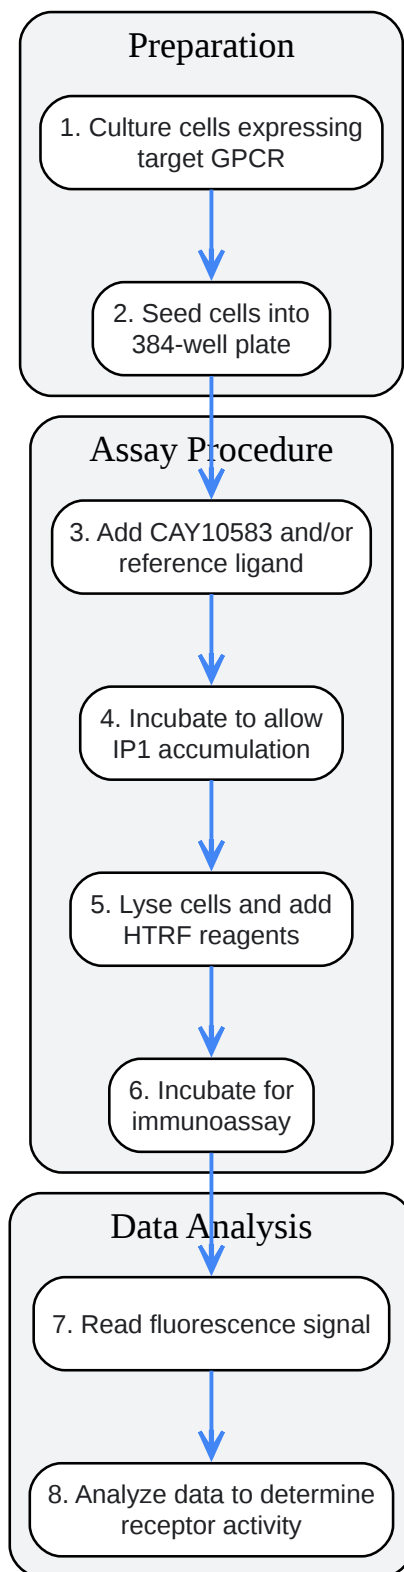 Preparation
1. Culture cells expressing
target GPCR
2. Seed cells into
384-well plate
Assay Procedure
3. Add CAY10583 and/or
reference ligand
4. Incubate to allow
IP1 accumulation
5. Lyse cells and add
HTRF reagents
6. Incubate for
immunoassay
Data Analysis
7. Read fluorescence signal
8. Analyze data to determine
receptor activity